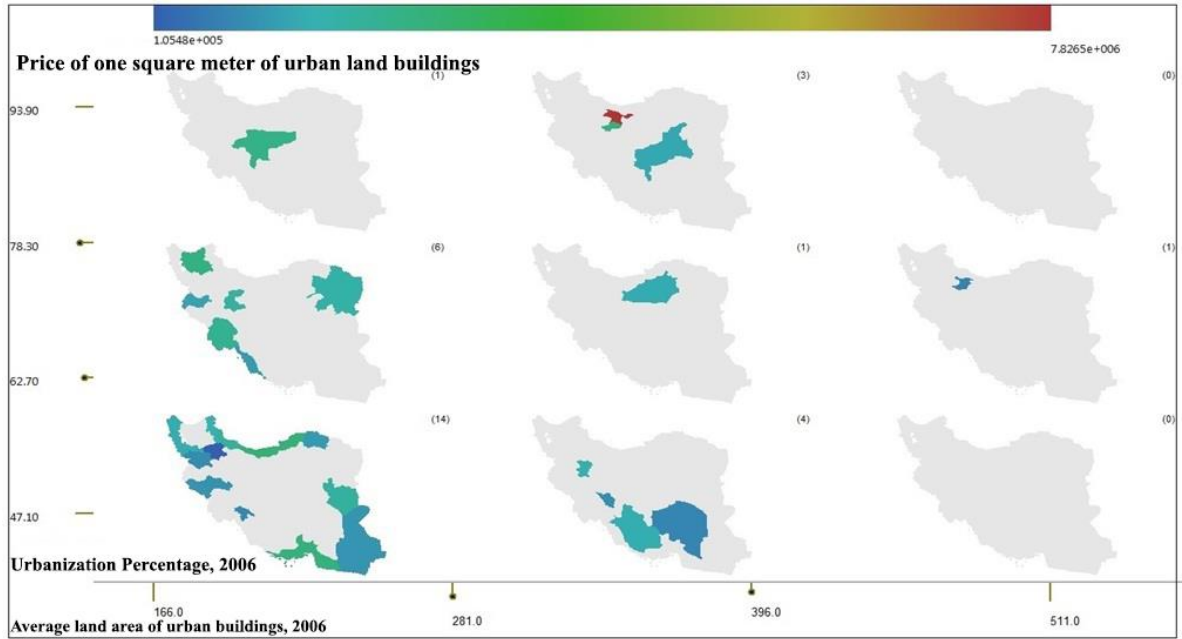 1.0548e+005
7.8265e+006
Price of one square meter of urban land buildings
(1) (3) (0)
93.90
78.30
(6) (1) (1)
62.70
(14) (4) (0)
47.10
Urbanization Percentage, 2006
166.0 281.0 396.0 511.0
Average land area of urban buildings, 2006